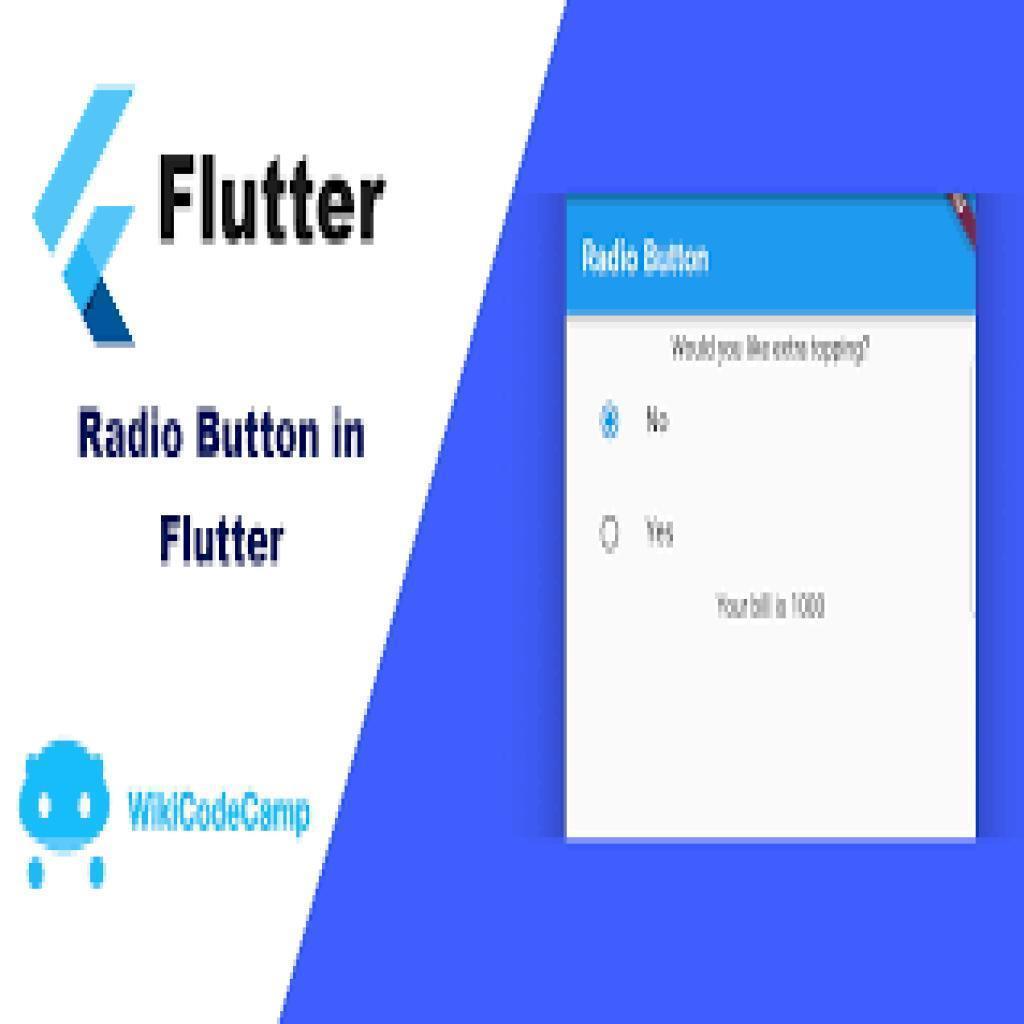 Flutter
Radio Button in
Flutter
WikiCodeCamp
Radio Button
Would you like extra topping?
No
Yes
Your bill is 1000